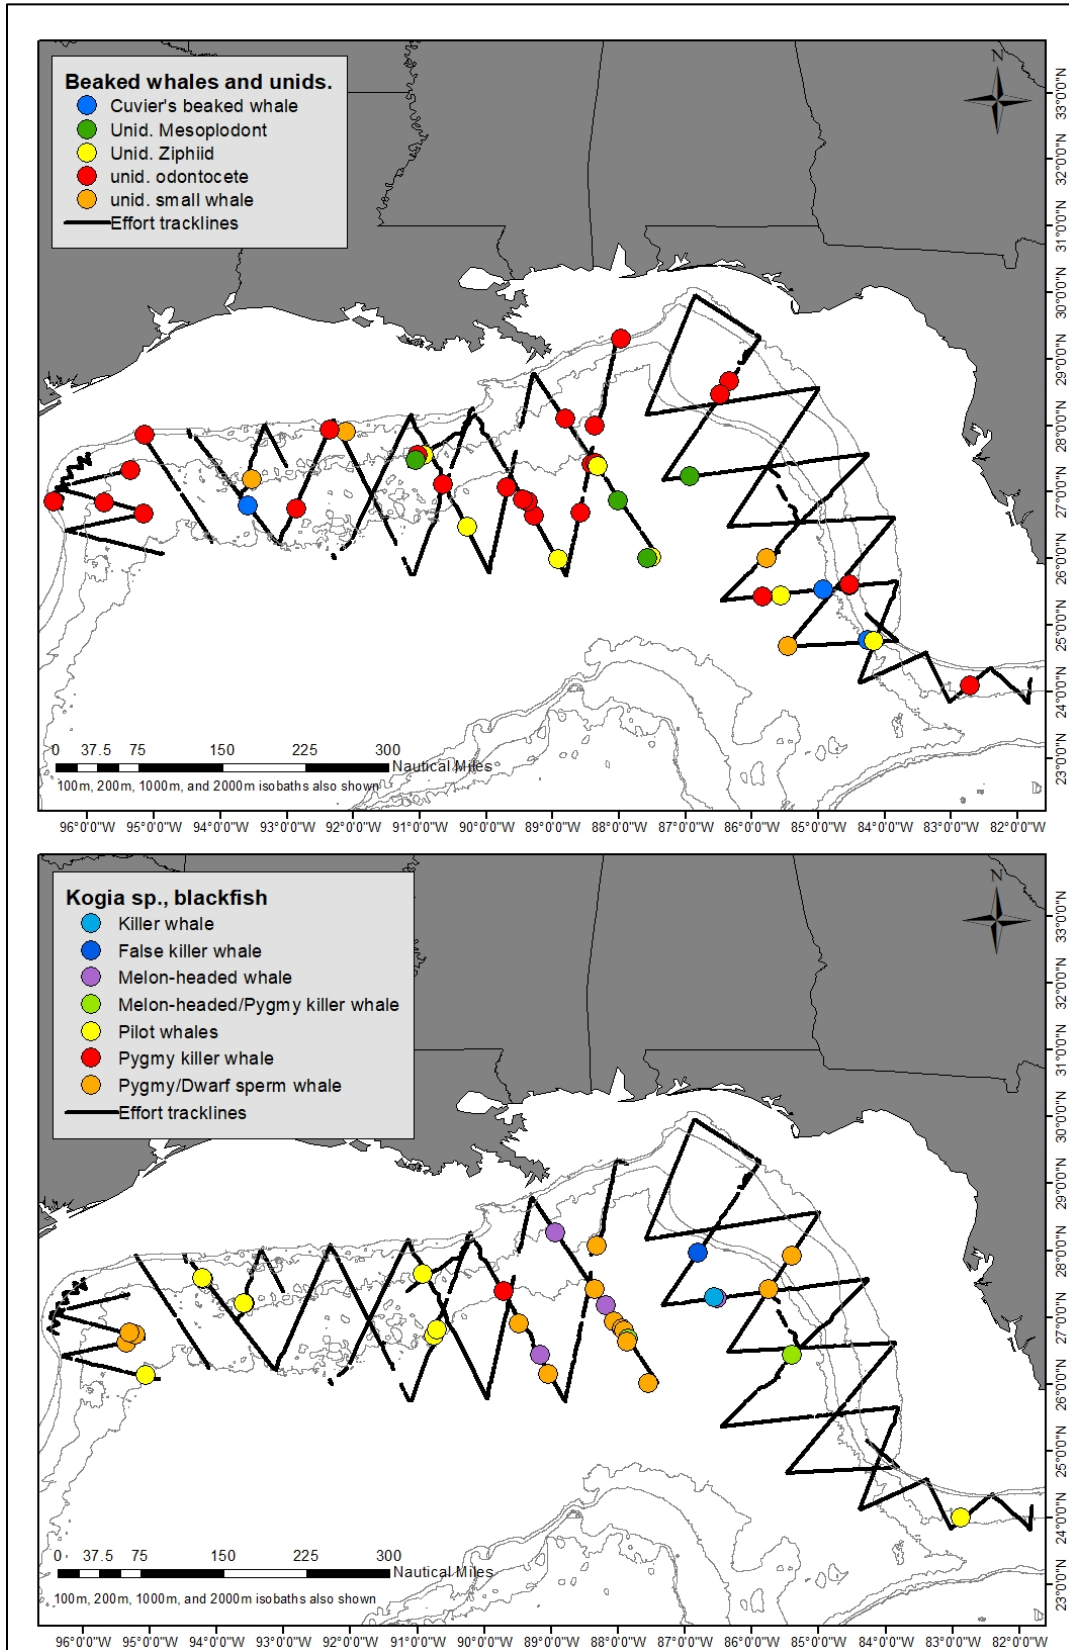 Beaked whales and unids.
Cuvier's beaked whale
Unid. Mesoplodont
Unid. Ziphiid
unid. odontocete
unid. small whale
Effort tracklines
N
33°0'0"N
32°0'0"N
31°0'0"N
30°0'0"N
29°0'0"N
28°0'0"N
27°0'0"N
26°0'0"N
25°0'0"N
24°0'0"N
23°0'0"N
0 37.5 75 150 225 300
Nautical Miles
100m, 200m, 1000m, and 2000m isobaths also shown
96°0'0"W 95°0'0"W 94°0'0"W 93°0'0"W 92°0'0"W 91°0'0"W 90°0'0"W 89°0'0"W 88°0'0"W 87°0'0"W 86°0'0"W 85°0'0"W 84°0'0"W 83°0'0"W 82°0'0"W
Kogia sp., blackfish
Killer whale
False killer whale
Melon-headed whale
Melon-headed/Pygmy killer whale
Pilot whales
Pygmy killer whale
Pygmy/Dwarf sperm whale
Effort tracklines
N
33°0'0"N
32°0'0"N
31°0'0"N
30°0'0"N
29°0'0"N
28°0'0"N
27°0'0"N
26°0'0"N
25°0'0"N
24°0'0"N
23°0'0"N
0 37.5 75 150 225 300
Nautical Miles
100m, 200m, 1000m, and 2000m isobaths also shown
96°0'0"W 95°0'0"W 94°0'0"W 93°0'0"W 92°0'0"W 91°0'0"W 90°0'0"W 89°0'0"W 88°0'0"W 87°0'0"W 86°0'0"W 85°0'0"W 84°0'0"W 83°0'0"W 82°0'0"W